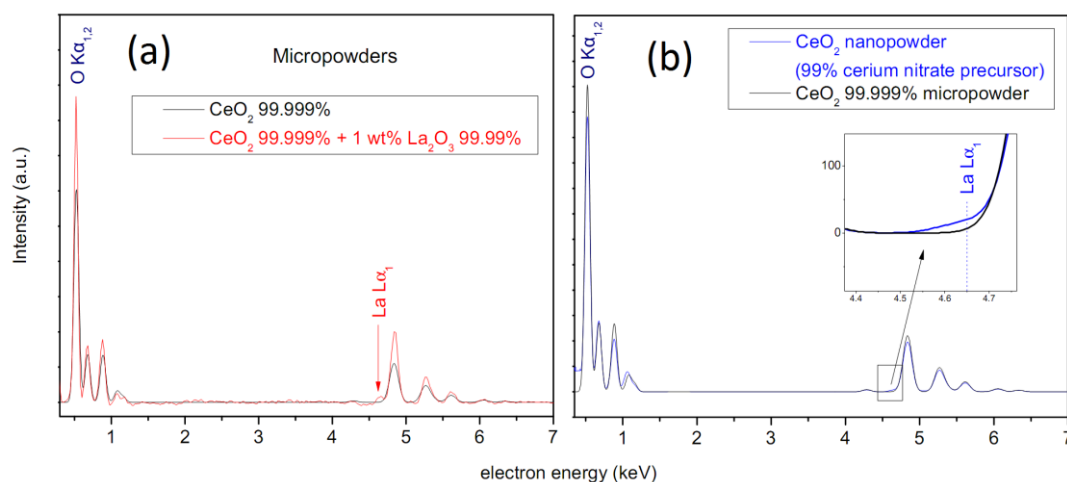 (a)
O Kα1,2
Micropowders
CeO2 99.999%
CeO2 99.999% + 1 wt% La2O3 99.99%
La Lα1
Intensity (a.u.)
1 2 3 4 5 6 7
(b)
O Kα1,2
CeO2 nanopowder
(99% cerium nitrate precursor)
CeO2 99.999% micropowder
La Lα1
100
0
4.4 4.5 4.6 4.7
1 2 3 4 5 6 7
electron energy (keV)